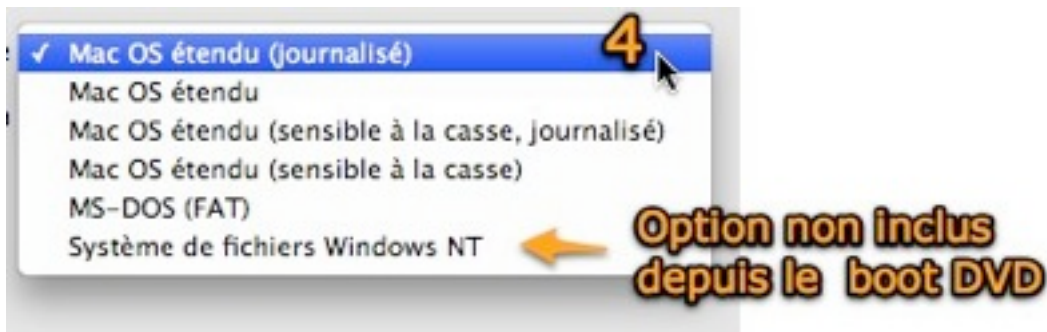 ✓ Mac OS étendu (journalisé) 4
Mac OS étendu
Mac OS étendu (sensible à la casse, journalisé)
Mac OS étendu (sensible à la casse)
MS-DOS (FAT)
Système de fichiers Windows NT
Option non inclus
depuis le boot DVD